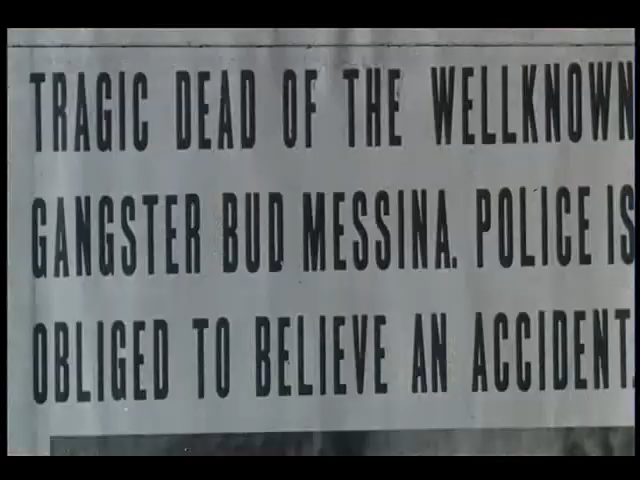 TRAGIC DEAD OF THE WELLKNOWN
GANGSTER BUD MESSINA. POLICE IS
OBLIGED TO BELIEVE AN ACCIDENT.